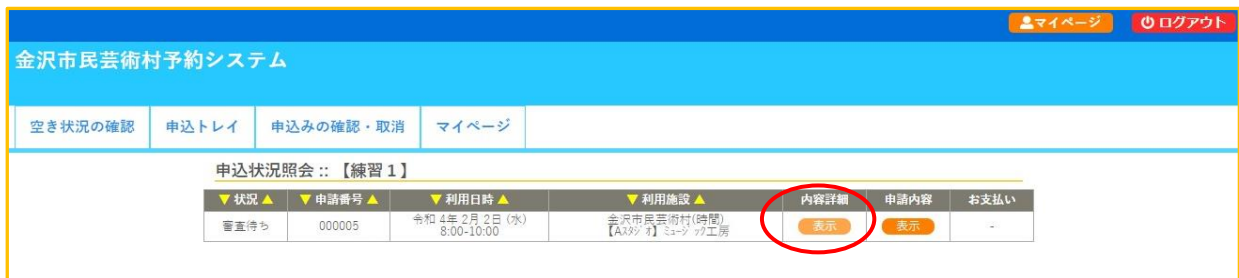 マイページ ログアウト
金沢市民芸術村予約システム
空き状況の確認 申込トレイ 申込みの確認・取消 マイページ
申込状況照会 :: 【練習1】
▼状況▲ ▼申請番号▲ ▼利用日時▲ ▼利用施設▲ 内容詳細 申請内容 お支払い
審査待ち 000005 令和 4年 2月 2日 (水) 金沢市民芸術村(時間) 表示 表示 -
8:00-10:00 【Aスタジオ】ミュージック工房